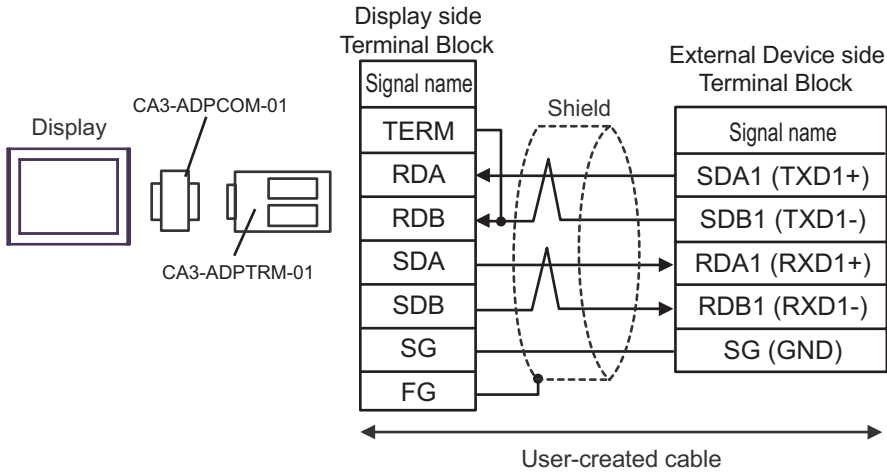 Display side
Terminal Block
External Device side
Terminal Block
CA3-ADPCOM-01
Display
CA3-ADPTRM-01
Signal name
TERM
RDA
RDB
SDA
SDB
SG
FG
Shield
Signal name
SDA1 (TXD1+)
SDB1 (TXD1-)
RDA1 (RXD1+)
RDB1 (RXD1-)
SG (GND)
User-created cable